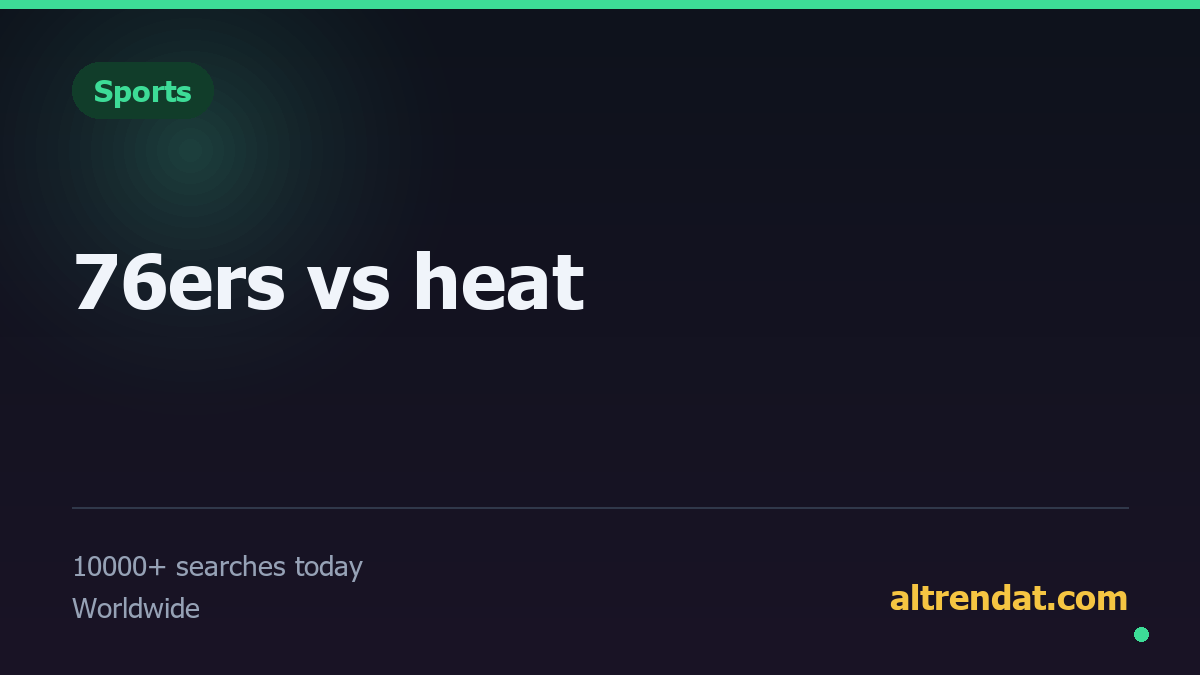 Sports
76ers vs heat
10000+ searches today
Worldwide
altrendat.com